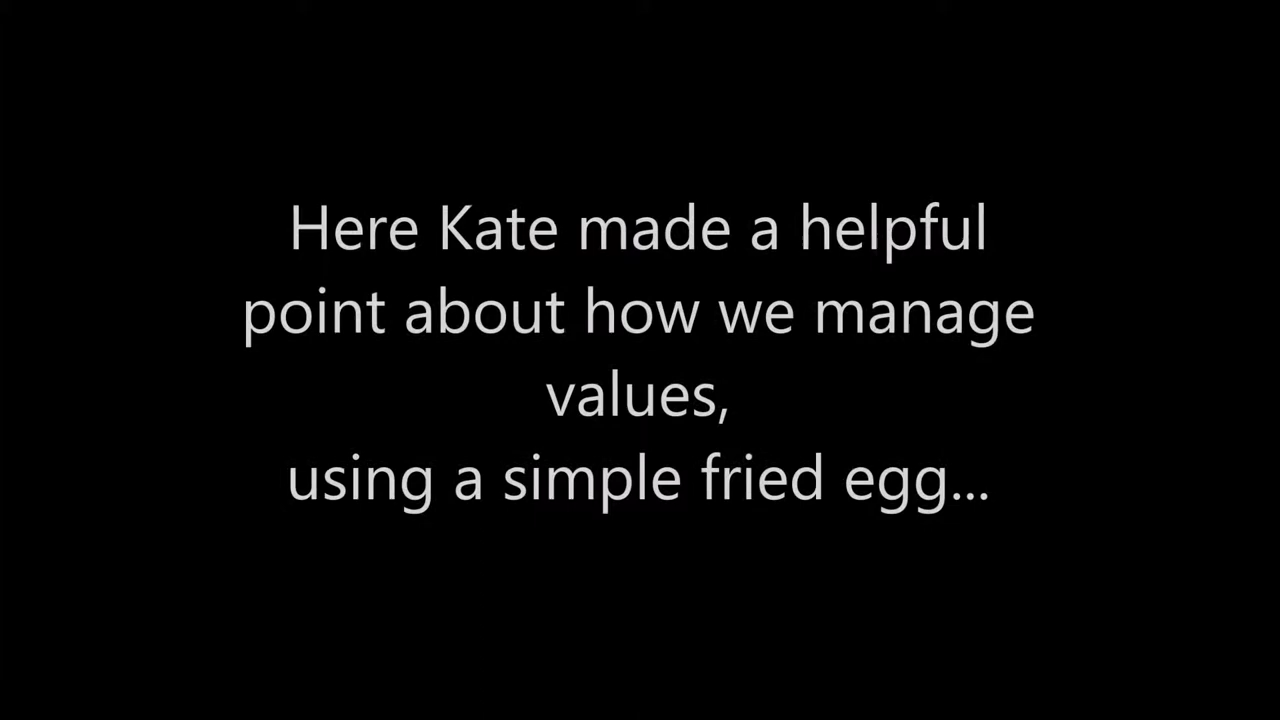 Here Kate made a helpful
point about how we manage
values,
using a simple fried egg...